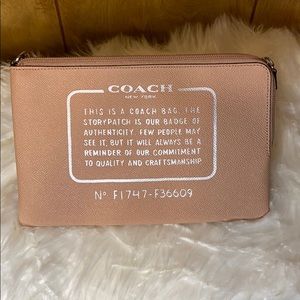 COACH
NEW YORK
THIS IS A COACH BAG. THE
STORYPATCH IS OUR BADGE OF
AUTHENTICITY. FEW PEOPLE MAY
SEE IT, BUT IT WILL ALWAYS BE A
REMINDER OF OUR COMMITMENT
TO QUALITY AND CRAFTSMANSHIP.
Nº F1747-F36609